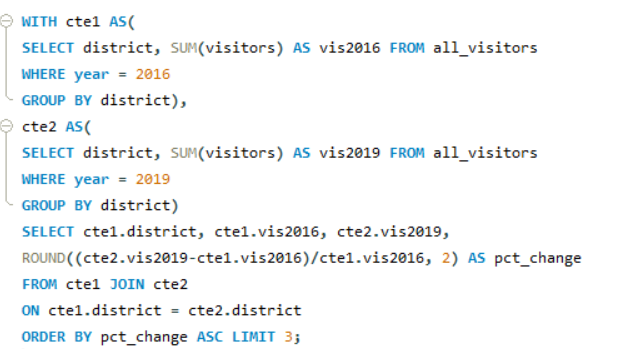 WITH cte1 AS(
SELECT district, SUM(visitors) AS vis2016 FROM all_visitors
WHERE year = 2016
GROUP BY district),
cte2 AS(
SELECT district, SUM(visitors) AS vis2019 FROM all_visitors
WHERE year = 2019
GROUP BY district)
SELECT cte1.district, cte1.vis2016, cte2.vis2019,
ROUND((cte2.vis2019-cte1.vis2016)/cte1.vis2016, 2) AS pct_change
FROM cte1 JOIN cte2
ON cte1.district = cte2.district
ORDER BY pct_change ASC LIMIT 3;